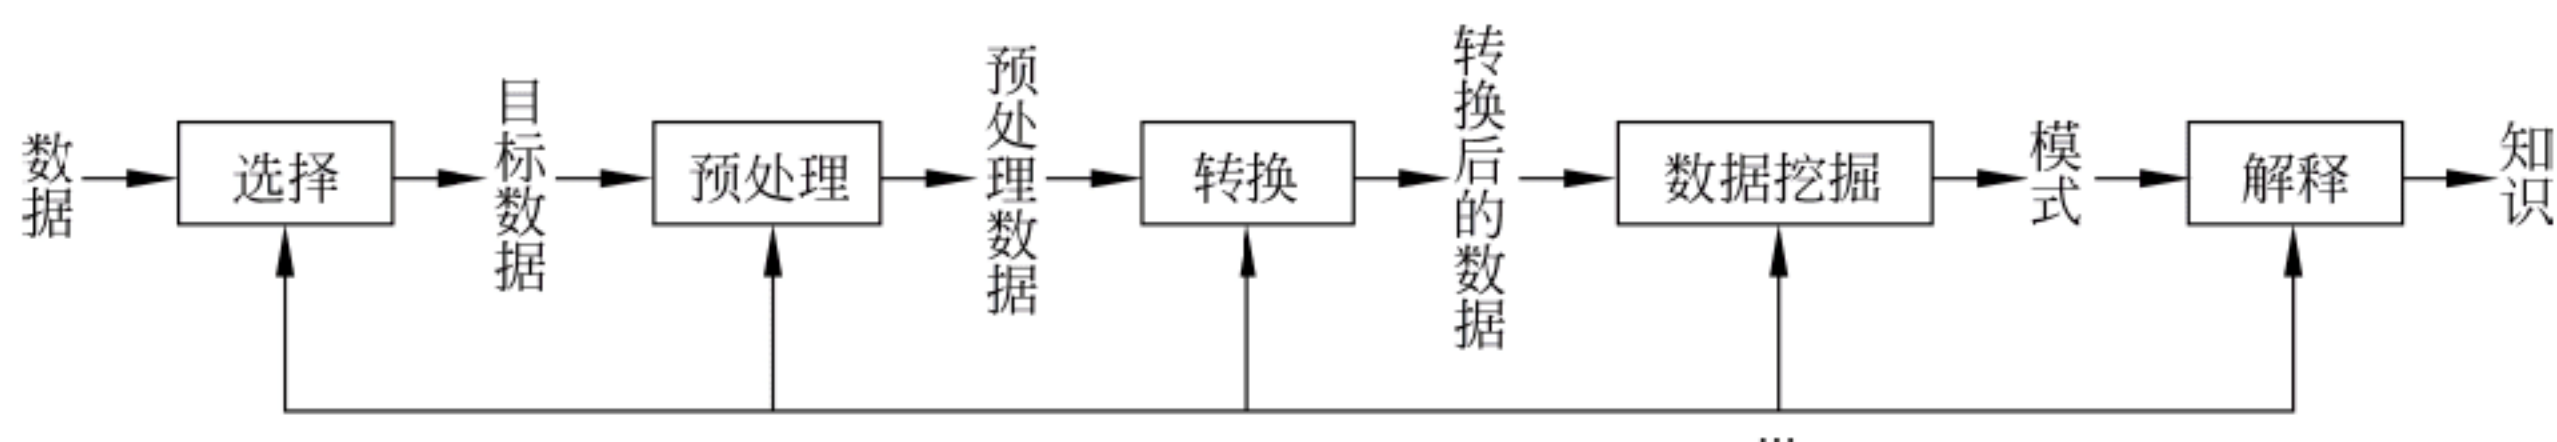 数据
选择
目标数据
预处理
预处理数据
转换
转换后的数据
数据挖掘
模式
解释
知识
...